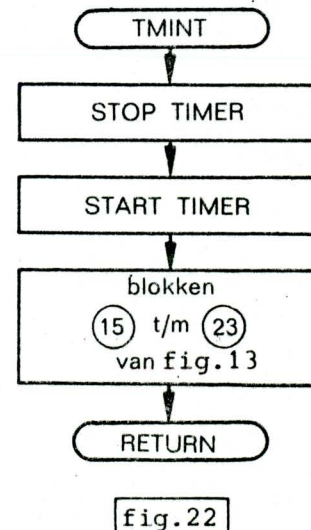 TMINT
STOP TIMER
START TIMER
blokken
15 t/m 23
van fig.13
RETURN
fig.22